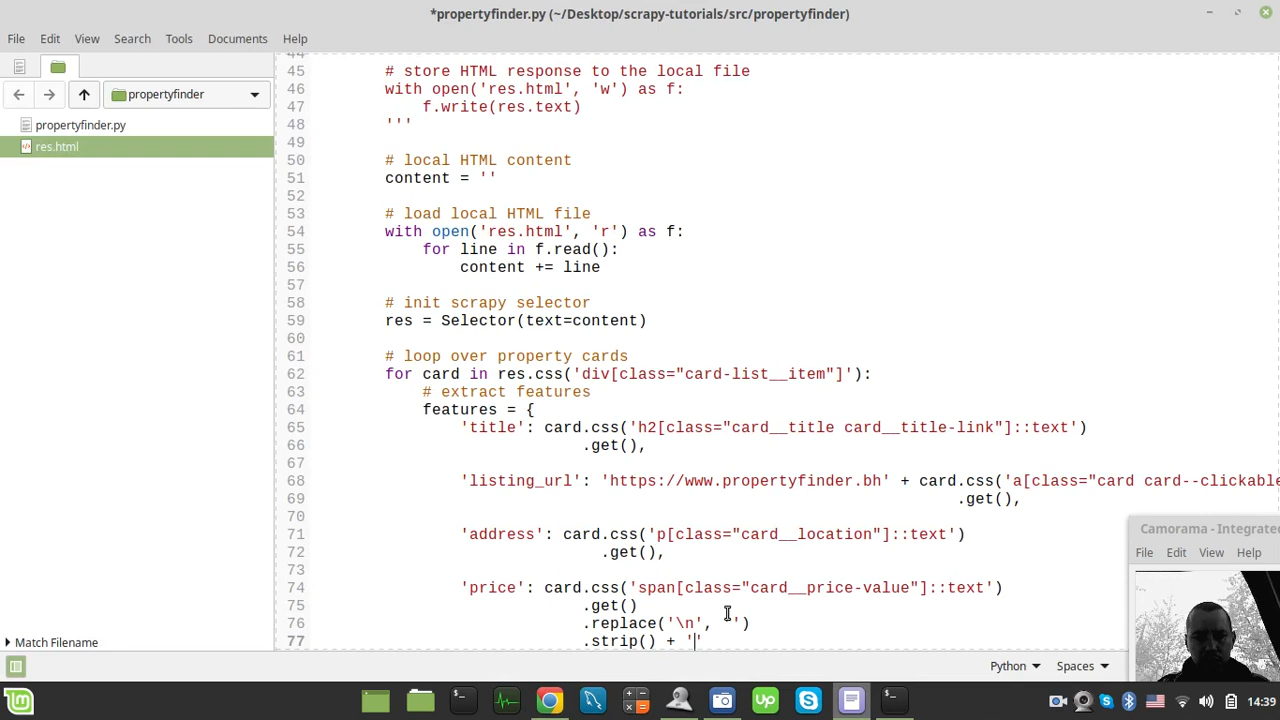 *propertyfinder.py (~/Desktop/scrapy-tutorials/src/propertyfinder)
File Edit View Search Tools Documents Help
propertyfinder
propertyfinder.py
res.html
Match Filename
44
45 # store HTML response to the local file
46 with open('res.html', 'w') as f:
47 f.write(res.text)
48 '''
49
50 # local HTML content
51 content = ''
52
53 # load local HTML file
54 with open('res.html', 'r') as f:
55 for line in f.read():
56 content += line
57
58 # init scrapy selector
59 res = Selector(text=content)
60
61 # loop over property cards
62 for card in res.css('div[class="card-list__item"]'):
63 # extract features
64 features = {
65 'title': card.css('h2[class="card__title card__title-link"]::text')
66 .get(),
67
68 'listing_url': 'https://www.propertyfinder.bh' + card.css('a[class="card card--clickable
69 .get(),
70
71 'address': card.css('p[class="card__location"]::text')
72 .get(),
73
74 'price': card.css('span[class="card__price-value"]::text')
75 .get()
76 .replace('\n', '')
77 .strip() + ''
Camorama - Integrate
File Edit View Help
Python Spaces
Up
14:39